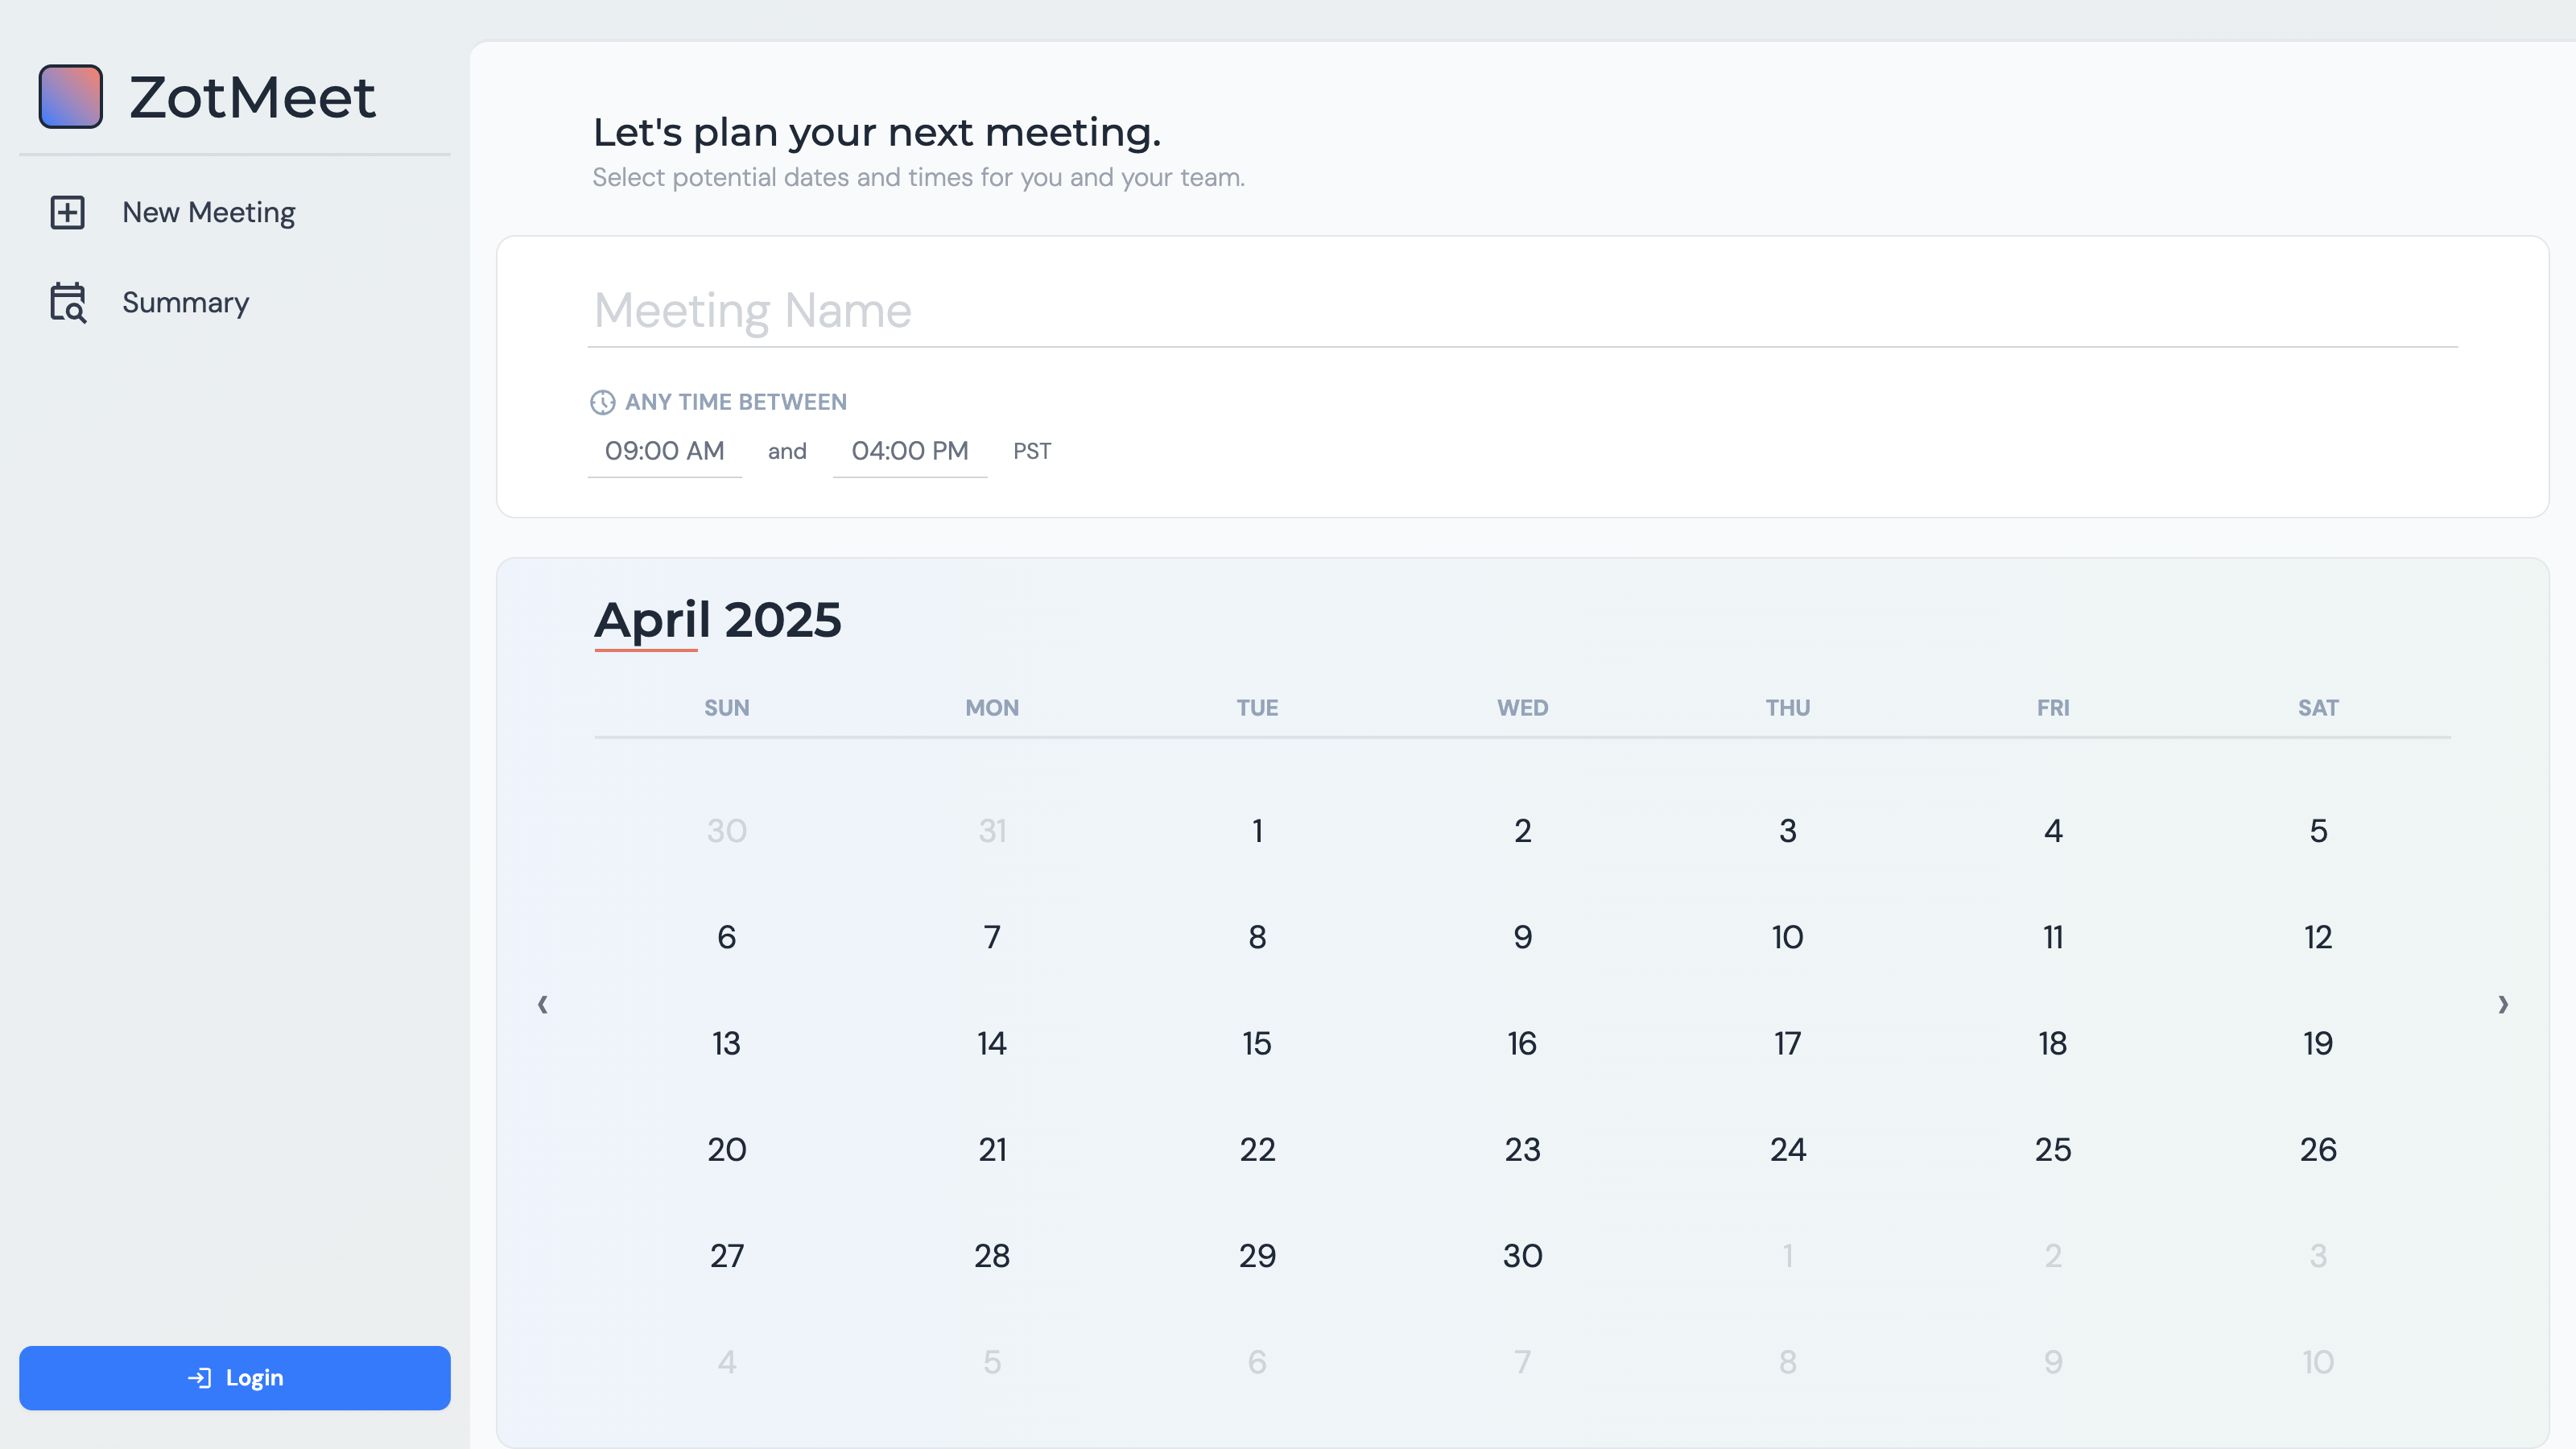 ZotMeet
New Meeting
Summary
Login
Let's plan your next meeting.
Select potential dates and times for you and your team.
Meeting Name
ANY TIME BETWEEN
09:00 AM and 04:00 PM PST
April 2025
SUN MON TUE WED THU FRI SAT
30 31 1 2 3 4 5
6 7 8 9 10 11 12
‹ ›
13 14 15 16 17 18 19
20 21 22 23 24 25 26
27 28 29 30 1 2 3
4 5 6 7 8 9 10